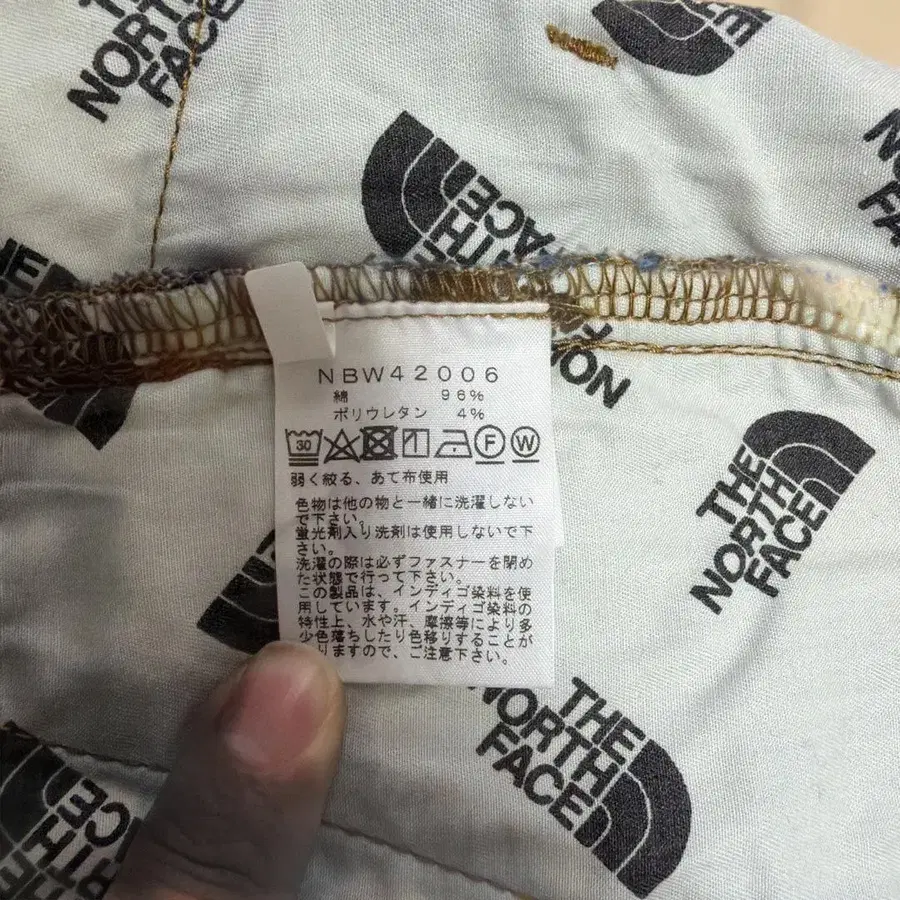 THE
NORTH
FACE
THE
NORTH
FACE
NBW42006
綿 96%
ポリウレタン 4%
30 F W
弱く絞る、あて布使用
色物は他の物と一緒に洗濯しない
で下さい。
蛍光剤入り洗剤は使用しないで下
さい。
洗濯の際は必ずファスナーを閉め
た状態で行って下さい。
この製品は、インディゴ染料を使
用しています。インディゴ染料の
特性上、水や汗、摩擦等により多
少色落ちしたり色移りすることが
りますので、ご注意下さい。
THE
NORTH
FACE
THE
NORTH
FACE